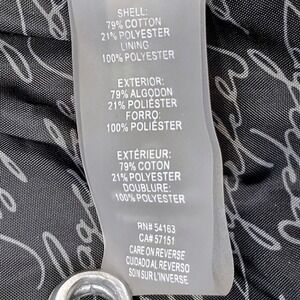 SHELL:
79% COTTON
21% POLYESTER
LINING
100% POLYESTER
EXTERIOR:
79% ALGODON
21% POLIÉSTER
FORRO:
100% POLIÉSTER
EXTÉRIEUR:
79% COTON
21% POLYESTER
DOUBLURE:
100% POLYESTER
RN# 54163
CA# 57151
CARE ON REVERSE
CUIDADO AL REVERSO
SOIN SUR L'INVERSE